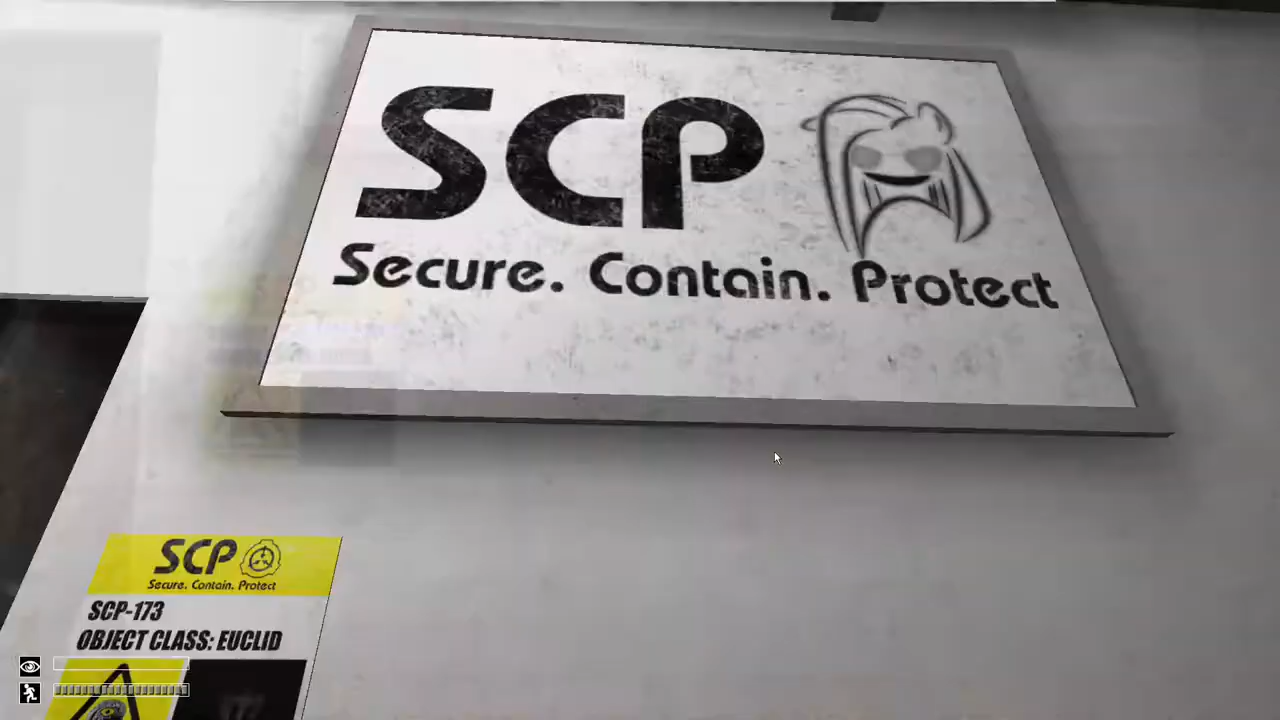 SCP
Secure. Contain. Protect
SCP
Secure. Contain. Protect
SCP-173
OBJECT CLASS: EUCLID